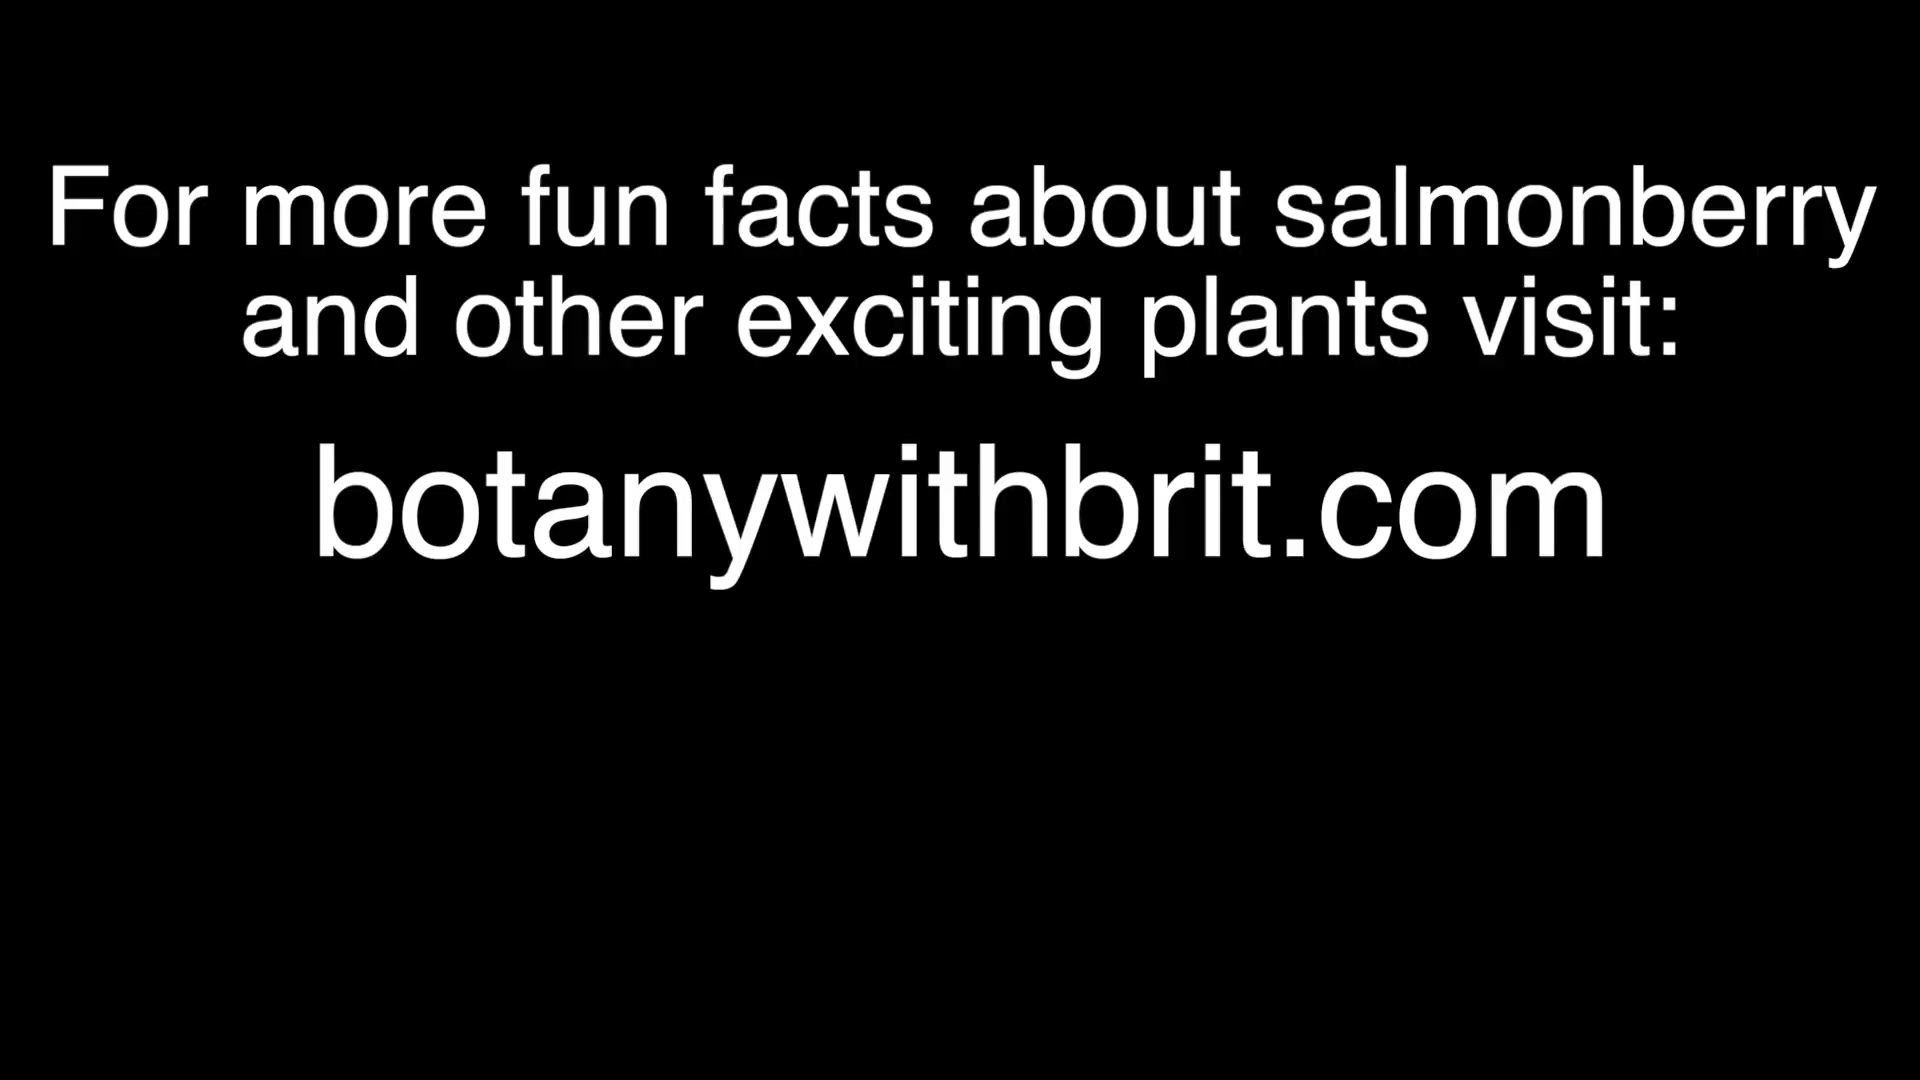 For more fun facts about salmonberry
and other exciting plants visit:
botanywithbrit.com